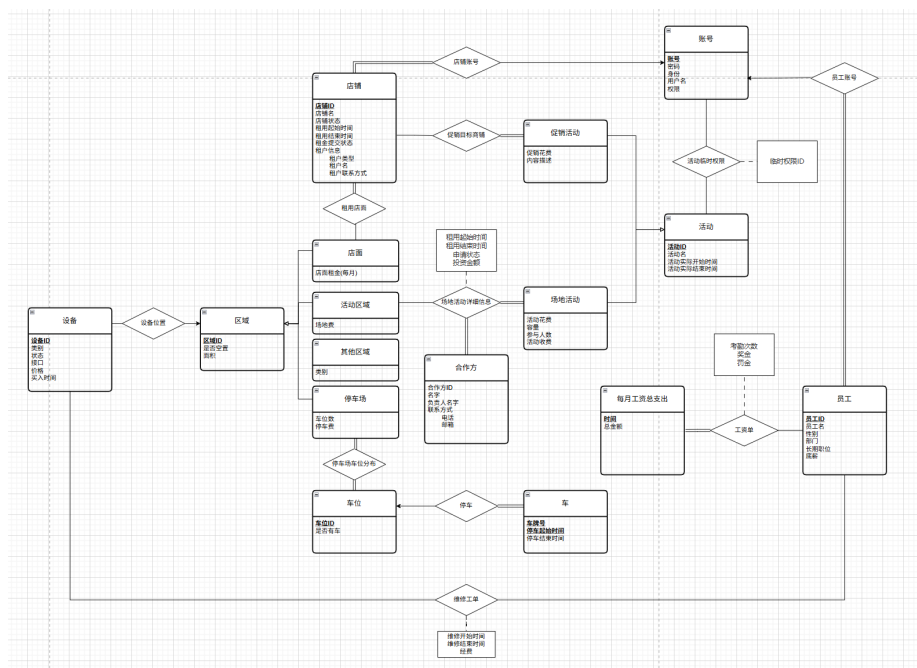 账号
账号
密码
身份
用户名
权限
店铺账号
员工账号
店铺
店铺ID
店铺名
店铺状态
租用起始时间
租用结束时间
租金提交状态
租户信息
租户类型
租户名
租户联系方式
促销目标商铺
促销活动
促销花费
内容描述
活动临时权限
临时权限ID
租用店面
活动
活动ID
活动名
活动实际开始时间
活动实际结束时间
店面
店面租金(每月)
租用起始时间
租用结束时间
申请状态
投资金额
活动区域
场地费
场地活动详细信息
场地活动
活动花费
容量
参与人数
活动收费
设备
设备ID
类别
状态
接口
价格
买入时间
设备位置
区域
区域ID
是否空置
面积
其他区域
类别
合作方
合作方ID
名字
负责人名字
联系方式
电话
邮箱
考勤次数
奖金
罚金
停车场
车位数
停车费
每月工资总支出
时间
总金额
工资单
员工
员工ID
员工名
性别
部门
长期职位
底薪
停车场车位分布
车位
车位ID
是否有车
停车
车
车牌号
停车起始时间
停车结束时间
维修工单
维修开始时间
维修结束时间
经费